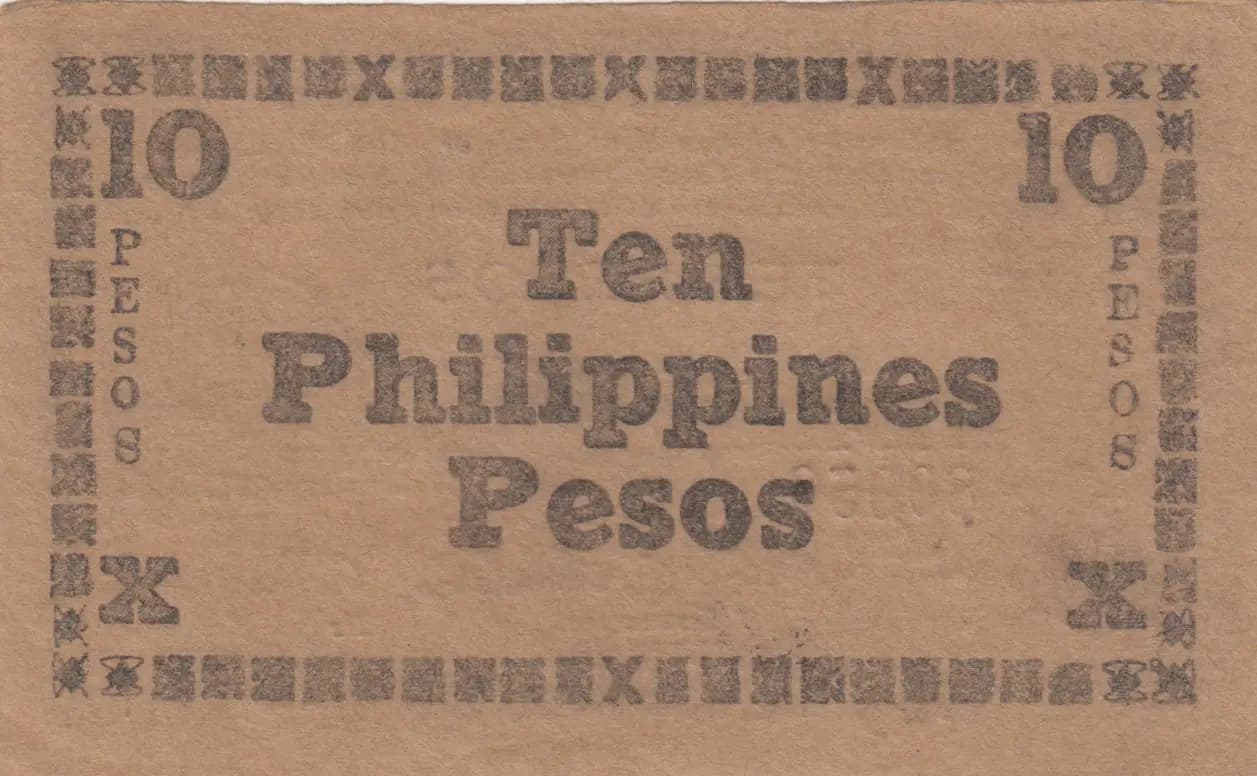 10 10
PESOS PESOS
Ten
Philippines
Pesos
X X